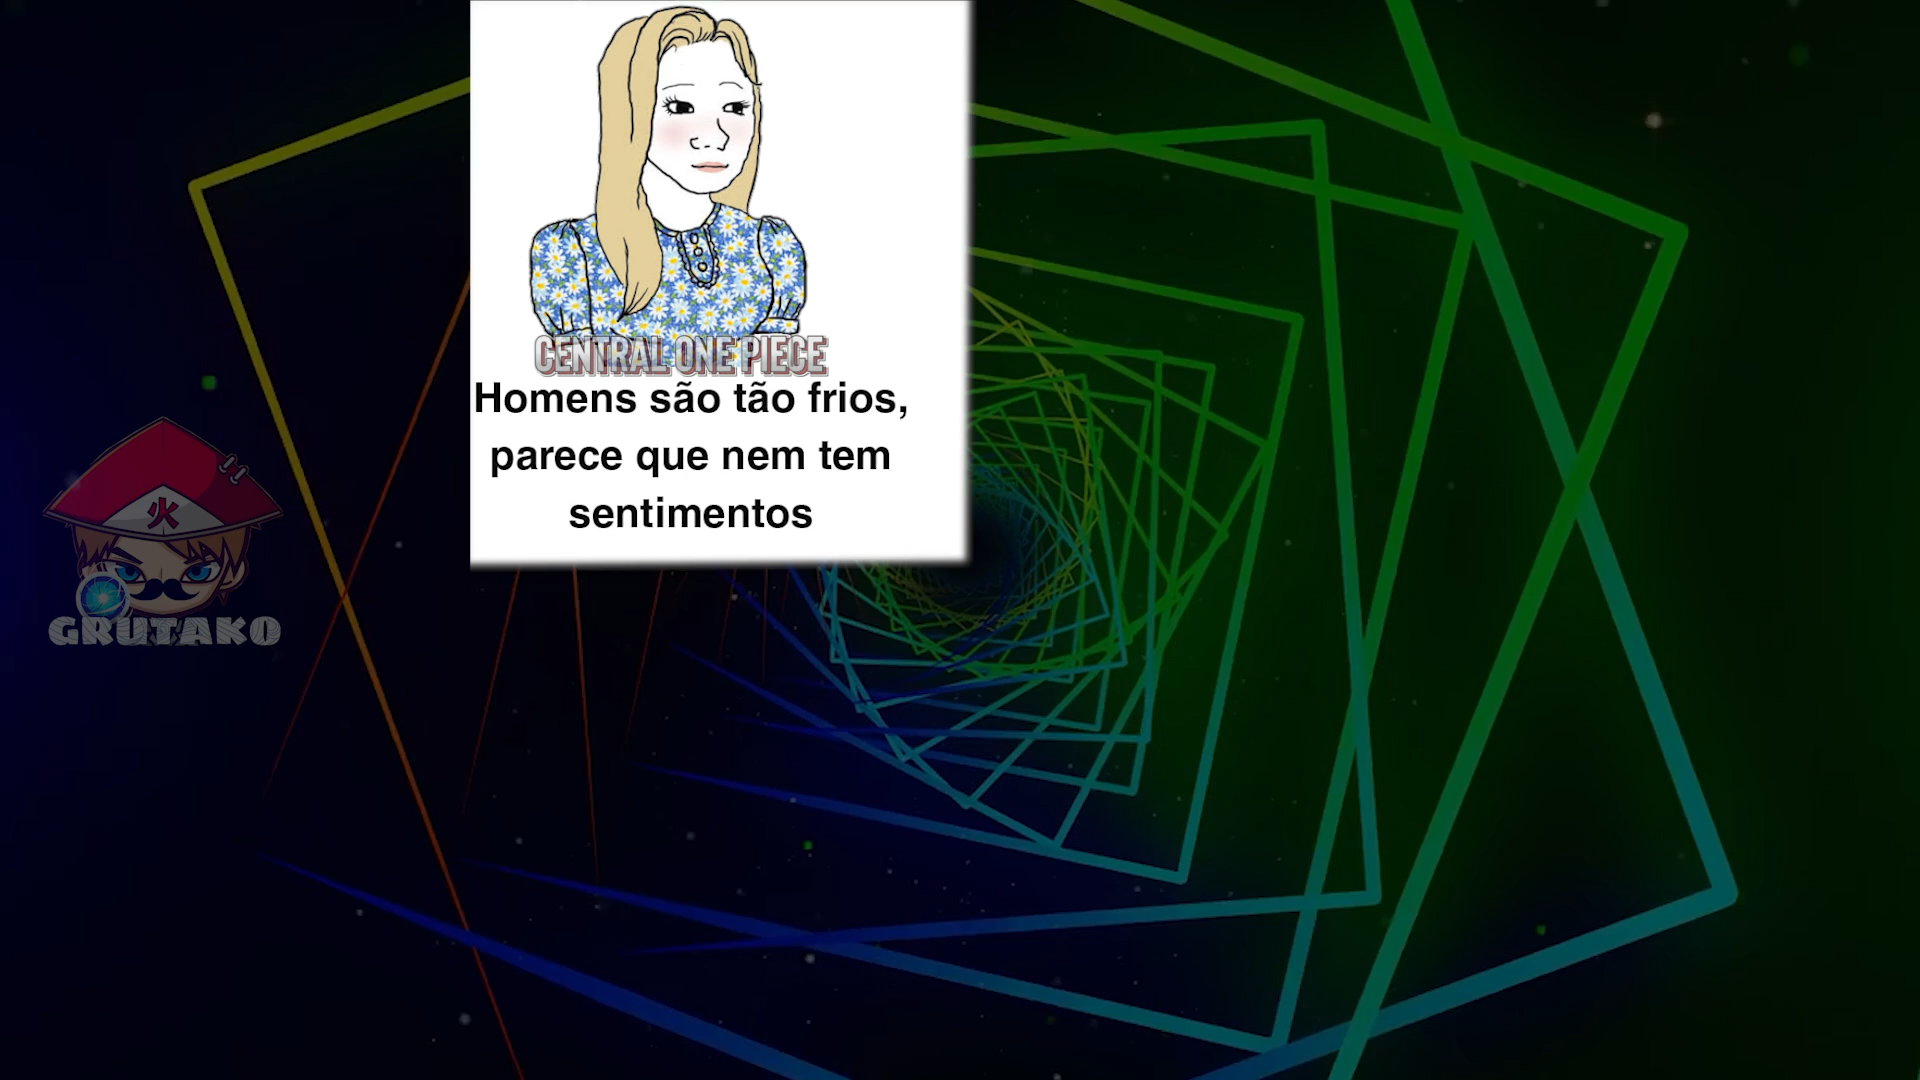 CENTRAL ONE PIECE
Homens são tão frios,
parece que nem tem
sentimentos
火
GRUTAKO